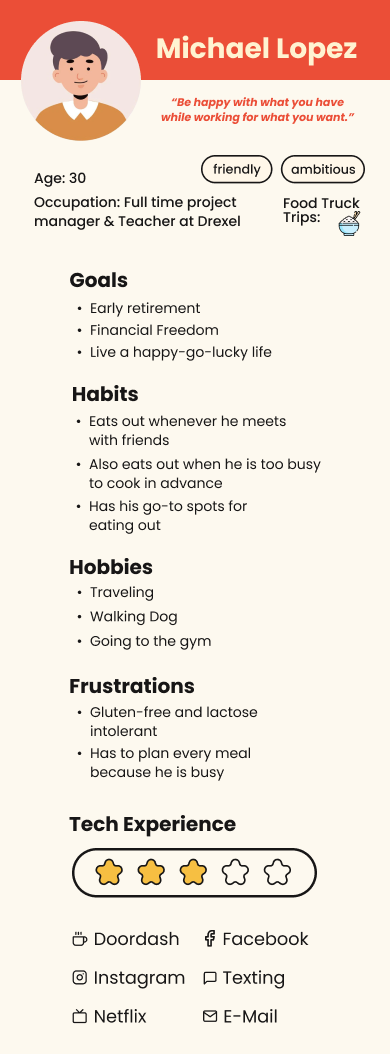 Michael Lopez
“Be happy with what you have
while working for what you want.”
friendly
ambitious
Age: 30
Occupation: Full time project
manager & Teacher at Drexel
Food Truck
Trips:
Goals
• Early retirement
• Financial Freedom
• Live a happy-go-lucky life
Habits
• Eats out whenever he meets
with friends
• Also eats out when he is too busy
to cook in advance
• Has his go-to spots for
eating out
Hobbies
• Traveling
• Walking Dog
• Going to the gym
Frustrations
• Gluten-free and lactose
intolerant
• Has to plan every meal
because he is busy
Tech Experience
Doordash
Facebook
Instagram
Texting
Netflix
E-Mail